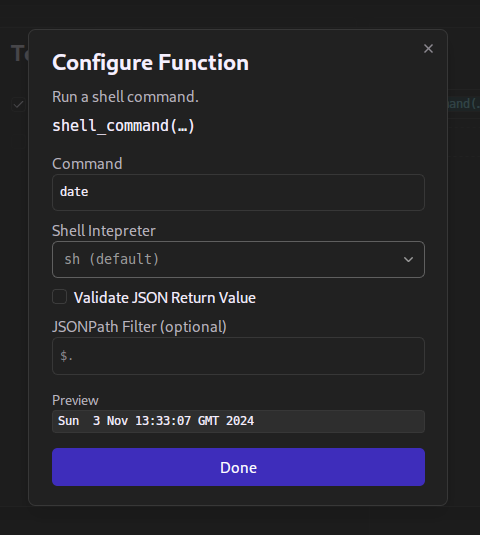 Te
Configure Function
Run a shell command.
shell_command(…)
and(…
Command
date
Shell Intepreter
sh (default)
Validate JSON Return Value
JSONPath Filter (optional)
$.
Preview
Sun  3 Nov 13:33:07 GMT 2024
Done